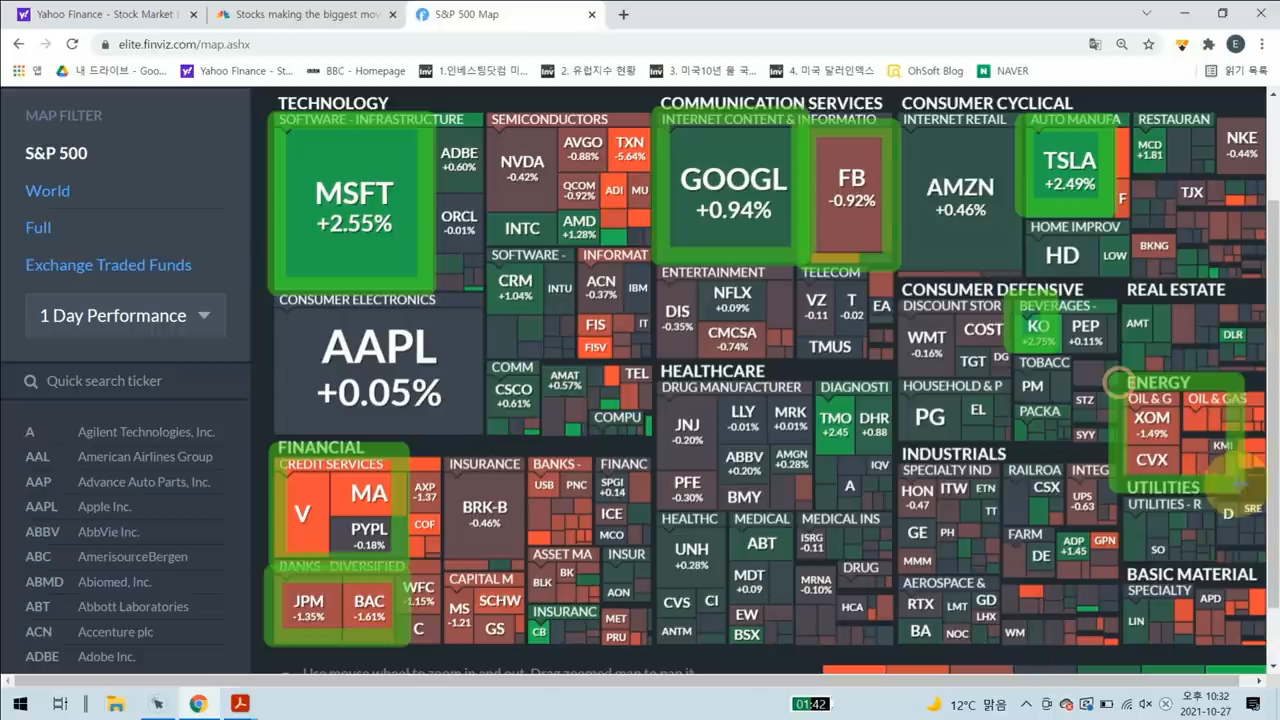 Yahoo Finance - Stock Market L
Stocks making the biggest mov
S&P 500 Map
elite.finviz.com/map.ashx
앱
내 드라이브 - Goo...
Yahoo Finance - St...
BBC - Homepage
1.인베스팅닷컴 미...
2. 유럽지수 현황
3. 미국10년 물 국...
4. 미국 달러인덱스
OhSoft Blog
NAVER
읽기 목록
MAP FILTER
S&P 500
World
Full
Exchange Traded Funds
1 Day Performance
Quick search ticker
A Agilent Technologies, Inc.
AAL American Airlines Group
AAP Advance Auto Parts, Inc.
AAPL Apple Inc.
ABBV AbbVie Inc.
ABC AmerisourceBergen
ABMD Abiomed, Inc.
ABT Abbott Laboratories
ACN Accenture plc
ADBE Adobe Inc.
TECHNOLOGY
SOFTWARE - INFRASTRUCTURE
MSFT
+2.55%
ADBE
+0.60%
ORCL
-0.01%
SEMICONDUCTORS
NVDA
-0.42%
AVGO
-0.88%
TXN
-5.64%
QCOM
-0.92%
ADI
MU
INTC
AMD
+1.28%
CONSUMER ELECTRONICS
AAPL
+0.05%
SOFTWARE -
CRM
+1.04%
INTU
INFORMAT
ACN
-0.37%
IBM
FIS
IT
FISV
COMM
CSCO
+0.61%
AMAT
+0.57%
TEL
COMPU
COMMUNICATION SERVICES
INTERNET CONTENT & INFORMATIO
GOOGL
+0.94%
FB
-0.92%
ENTERTAINMENT
DIS
-0.35%
NFLX
+0.09%
CMCSA
-0.74%
TELECOM
VZ
-0.11
T
-0.02
TMUS
EA
CONSUMER CYCLICAL
INTERNET RETAIL
AMZN
+0.46%
AUTO MANUFA
TSLA
+2.49%
F
RESTAURAN
MCD
+1.81
NKE
-0.44%
TJX
HOME IMPROV
HD
LOW
BKNG
CONSUMER DEFENSIVE
DISCOUNT STOR
WMT
-0.16%
COST
TGT
DG
BEVERAGES -
KO
+2.75%
PEP
+0.11%
TOBACC
PM
STZ
HOUSEHOLD & P
PG
EL
PACKA
SYY
REAL ESTATE
AMT
DLR
HEALTHCARE
DRUG MANUFACTURER
JNJ
-0.20%
LLY
-0.01%
MRK
+0.01%
ABBV
+0.20%
AMGN
+0.28%
PFE
-0.30%
BMY
DIAGNOSTI
TMO
+2.45
DHR
+0.88
A
IQV
HEALTHC
UNH
+0.28%
CVS
CI
ANTM
MEDICAL
ABT
MDT
+0.09
EW
BSX
MEDICAL INS
ISRG
-0.11
DRUG
MRNA
-0.10%
HCA
ENERGY
OIL & G
XOM
-1.49%
CVX
OIL & GAS
KMI
UTILITIES
UTILITIES - R
D
SRE
SO
FINANCIAL
CREDIT SERVICES
V
MA
PYPL
-0.18%
AXP
-1.37
COF
BANKS - DIVERSIFIED
JPM
-1.35%
BAC
-1.61%
WFC
-1.15%
C
INSURANCE
BRK-B
-0.46%
BANKS -
USB
PNC
FINANC
SPGI
+0.14
ICE
MCO
ASSET MA
BLK
BK
INSUR
AON
CAPITAL M
MS
-1.21
SCHW
GS
INSURANC
CB
MET
PRU
INDUSTRIALS
SPECIALTY IND
HON
-0.47
ITW
ETN
TT
GE
PH
MMM
RAILROA
CSX
INTEG
UPS
-0.63
FARM
DE
ADP
+1.45
GPN
AEROSPACE &
RTX
LMT
GD
LHX
BA
NOC
WM
BASIC MATERIAL
SPECIALTY
APD
LIN
Use mouse wheel to zoom in and out. Drag zoomed map to pan it.
01:42
12°C 맑음
오후 10:32
2021-10-27